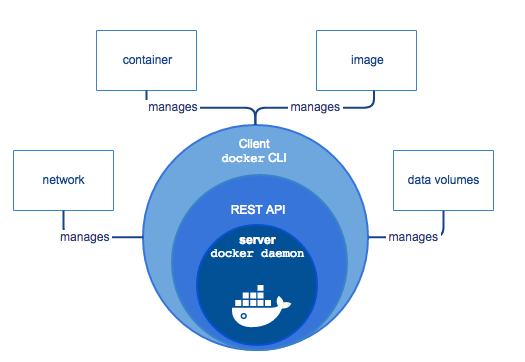 container
image
manages
manages
Client
docker CLI
network
data volumes
REST API
manages
manages
server
docker daemon